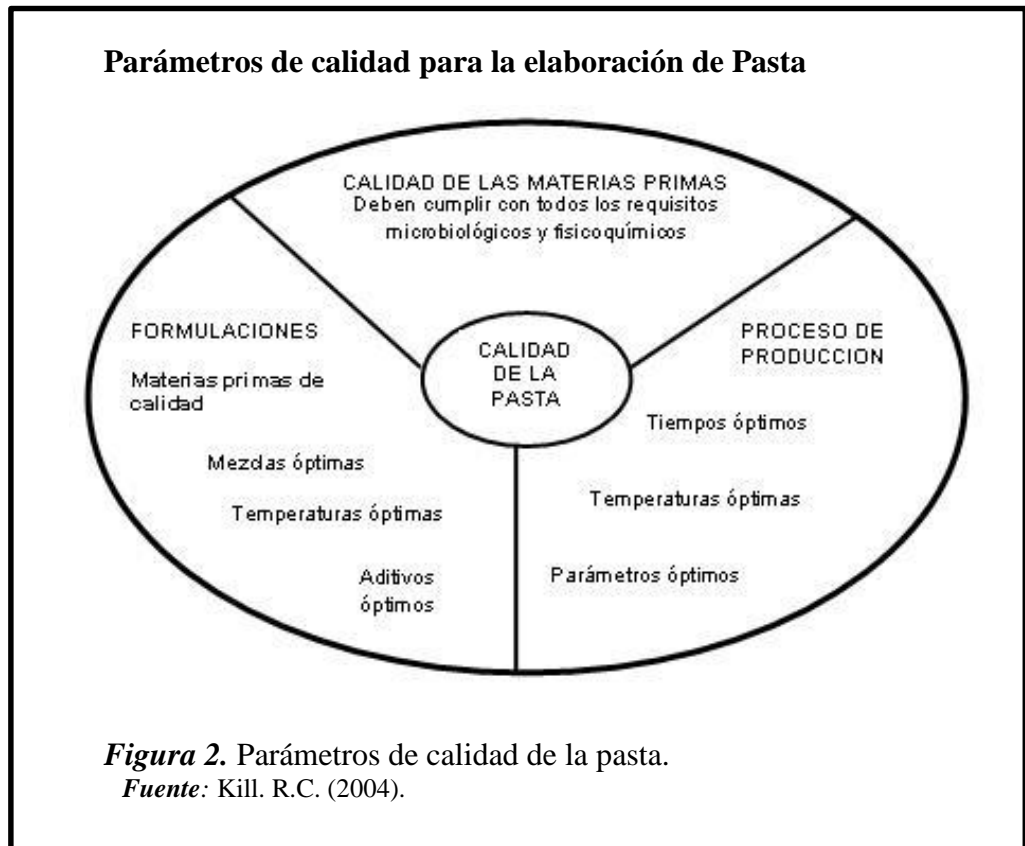 Parámetros de calidad para la elaboración de Pasta
CALIDAD DE LAS MATERIAS PRIMAS
Deben cumplir con todos los requisitos
microbiológicos y fisicoquímicos
FORMULACIONES
Materias primas de
calidad
Mezclas óptimas
Temperaturas óptimas
Aditivos
óptimos
CALIDAD
DE LA
PASTA
PROCESO DE
PRODUCCION
Tiempos óptimos
Temperaturas óptimas
Parámetros óptimos
Figura 2. Parámetros de calidad de la pasta.
Fuente: Kill. R.C. (2004).